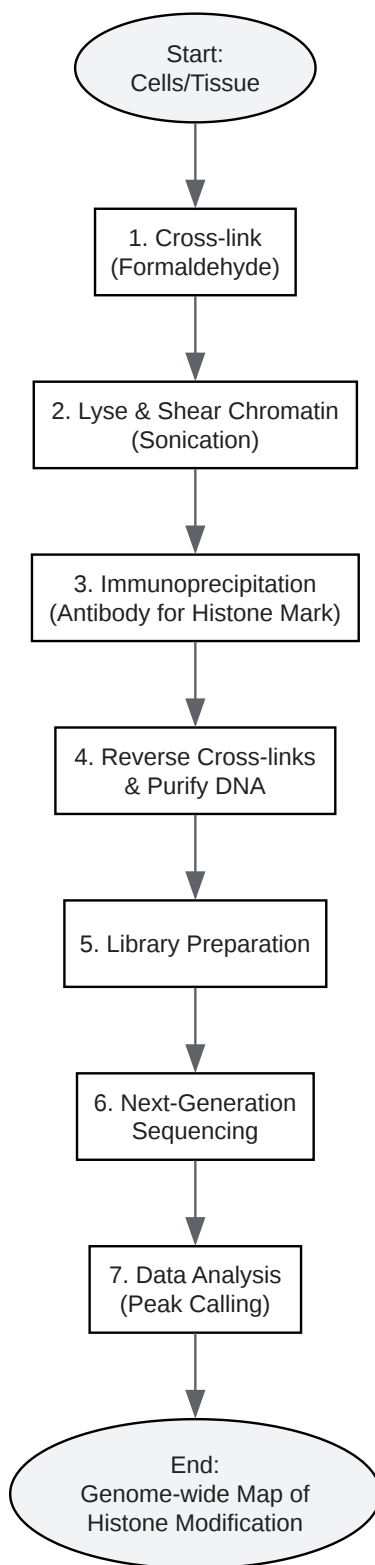 Start:
Cells/Tissue
1. Cross-link
(Formaldehyde)
2. Lyse & Shear Chromatin
(Sonication)
3. Immunoprecipitation
(Antibody for Histone Mark)
4. Reverse Cross-links
& Purify DNA
5. Library Preparation
6. Next-Generation
Sequencing
7. Data Analysis
(Peak Calling)
End:
Genome-wide Map of
Histone Modification